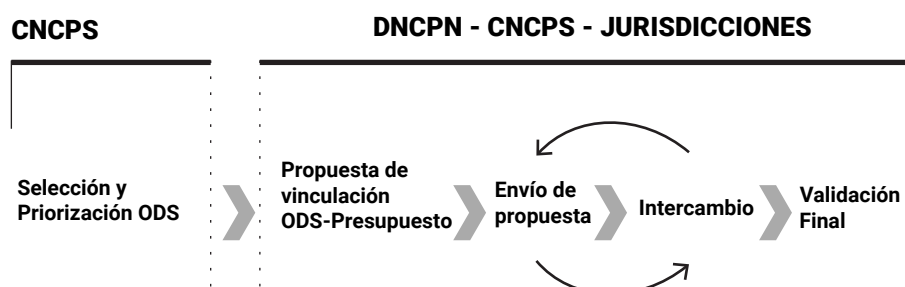 CNCPS
DNCPN - CNCPS - JURISDICCIONES
Selección y
Priorización ODS
Propuesta de
vinculación
ODS-Presupuesto
Envío de
propuesta
Intercambio
Validación
Final